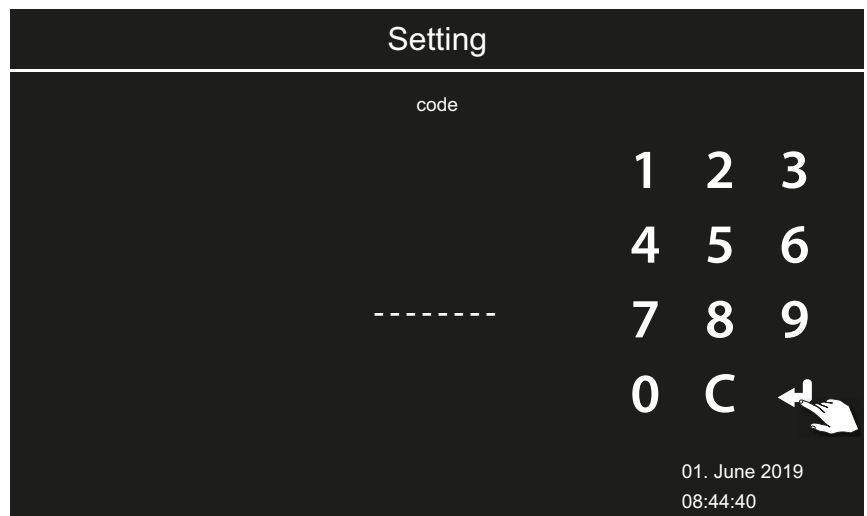 Setting
code
1 2 3
4 5 6
--------
7 8 9
0 C
01. June 2019
08:44:40